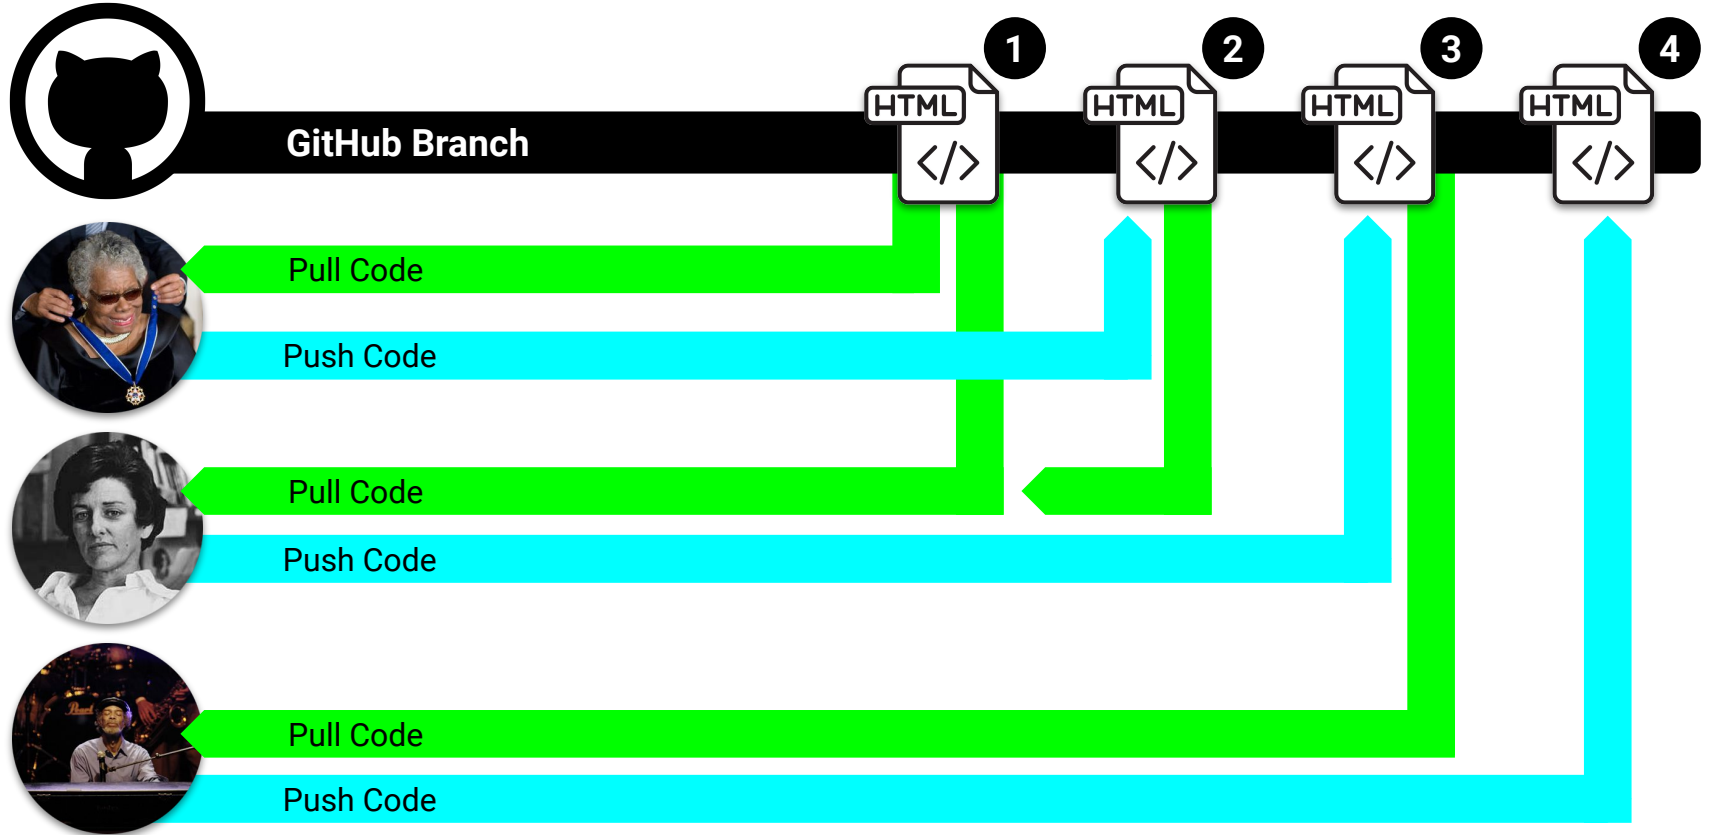 1
2
3
4
HTML
HTML
HTML
HTML
GitHub Branch
</>
</>
</>
</>
Pull Code
Push Code
Pull Code
Push Code
Pearl
Pull Code
Push Code